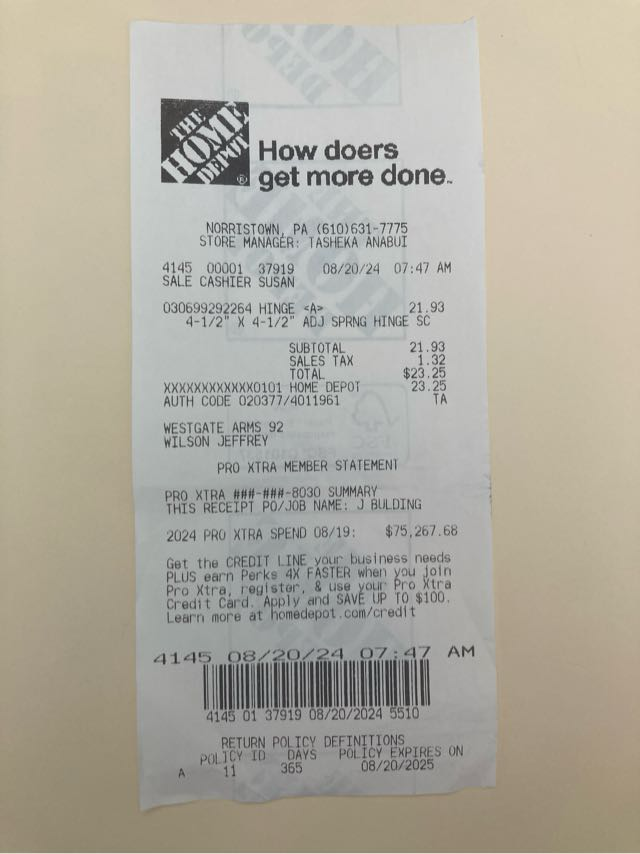 THE
HOME
DEPOT
®
How doers
get more done™
NORRISTOWN, PA (610)631-7775
STORE MANAGER: TASHEKA ANABUI
4145 00001 37919 08/20/24 07:47 AM
SALE CASHIER SUSAN
030699292264 HINGE <A> 21.93
4-1/2" X 4-1/2" ADJ SPRNG HINGE SC
SUBTOTAL 21.93
SALES TAX 1.32
TOTAL $23.25
XXXXXXXXXXXX0101 HOME DEPOT 23.25
AUTH CODE 020377/4011961 TA
WESTGATE ARMS 92
WILSON JEFFREY
PRO XTRA MEMBER STATEMENT
PRO XTRA ###-###-8030 SUMMARY
THIS RECEIPT PO/JOB NAME: J BULDING
2024 PRO XTRA SPEND 08/19: $75,267.68
Get the CREDIT LINE your business needs
PLUS earn Perks 4X FASTER when you join
Pro Xtra, register, & use your Pro Xtra
Credit Card. Apply and SAVE UP TO $100.
Learn more at homedepot.com/credit
4145 08/20/24 07:47 AM
4145 01 37919 08/20/2024 5510
RETURN POLICY DEFINITIONS
POLICY ID DAYS POLICY EXPIRES ON
A 11 365 08/20/2025